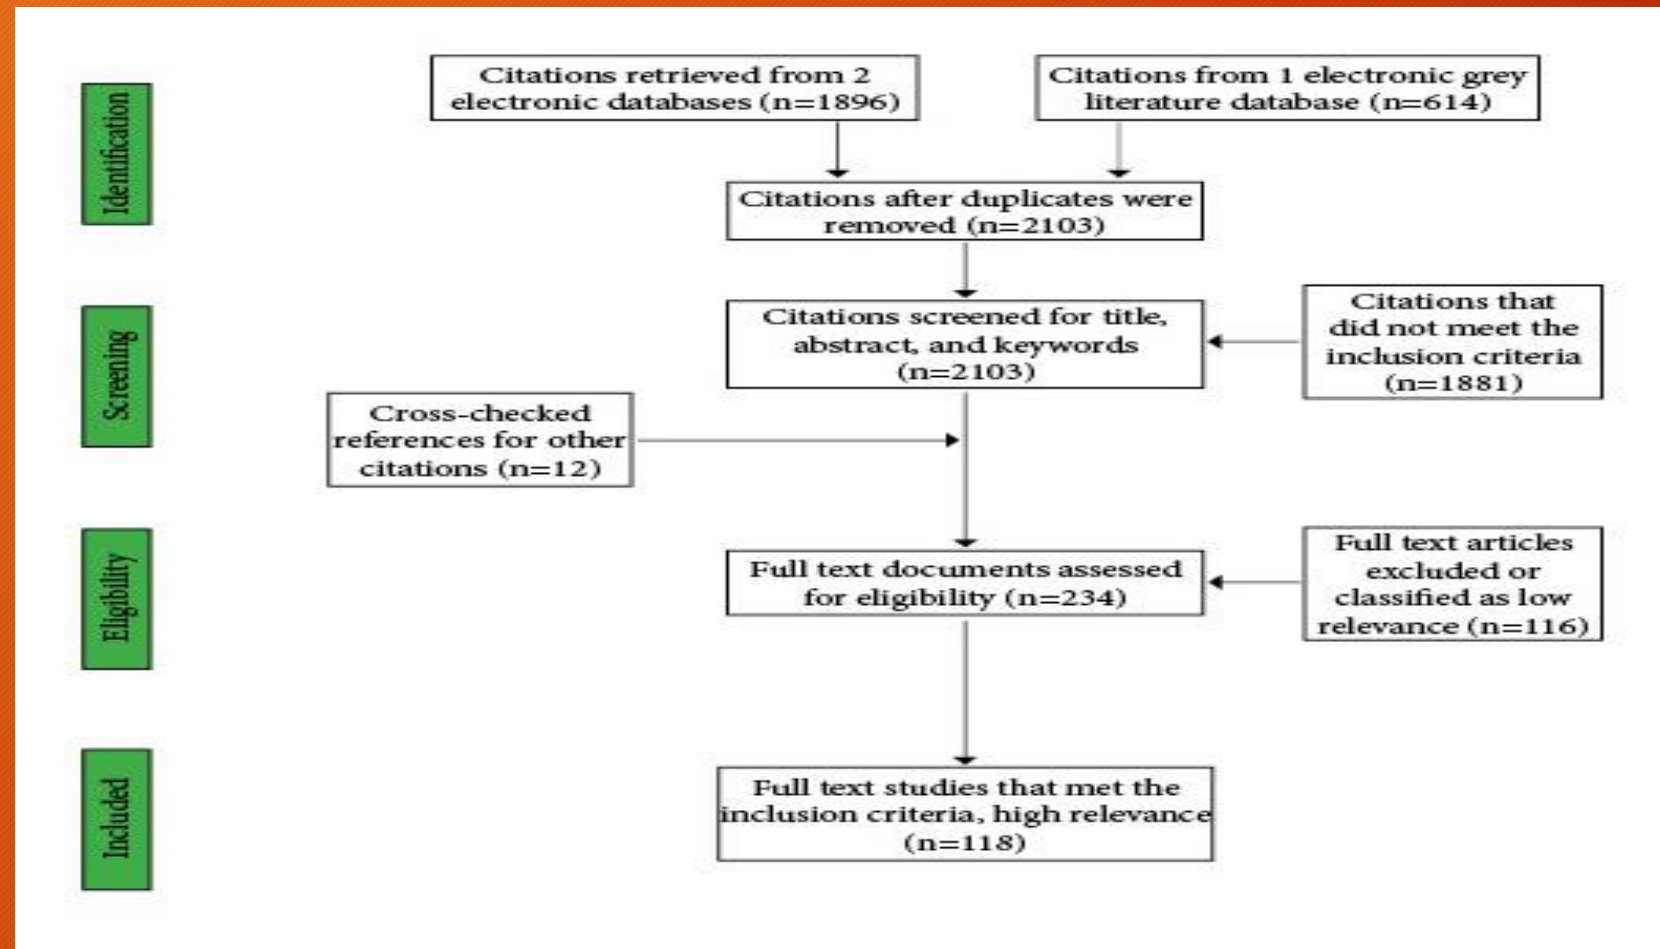 Identification
Citations retrieved from 2
electronic databases (n=1896)
Citations from 1 electronic grey
literature database (n=614)
Citations after duplicates were
removed (n=2103)
Screening
Citations screened for title,
abstract, and keywords
(n=2103)
Citations that
did not meet the
inclusion criteria
(n=1881)
Cross-checked
references for other
citations (n=12)
Eligibility
Full text documents assessed
for eligibility (n=234)
Full text articles
excluded or
classified as low
relevance (n=116)
Included
Full text studies that met the
inclusion criteria, high relevance
(n=118)